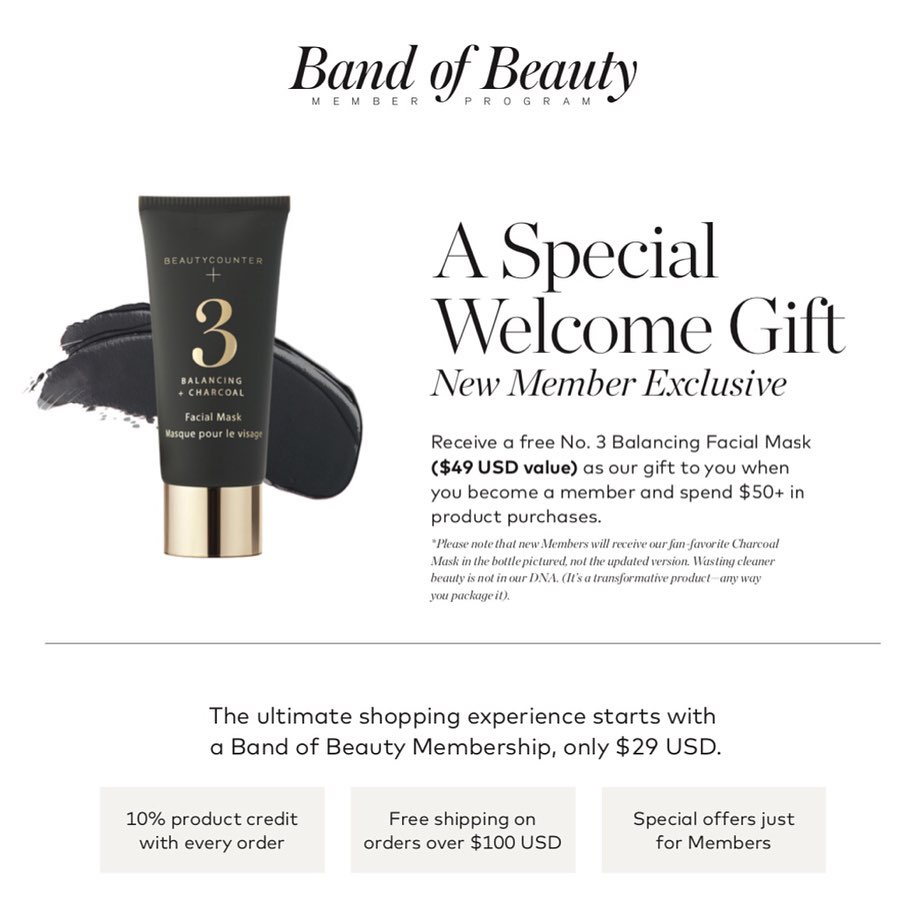 Band of Beauty
MEMBER PROGRAM
BEAUTYCOUNTER
+
3
BALANCING
+ CHARCOAL
Facial Mask
Masque pour le visage
A Special
Welcome Gift
New Member Exclusive
Receive a free No. 3 Balancing Facial Mask
($49 USD value) as our gift to you when
you become a member and spend $50+ in
product purchases.
*Please note that new Members will receive our fan-favorite Charcoal
Mask in the bottle pictured, not the updated version. Wasting cleaner
beauty is not in our DNA. (It's a transformative product—any way
you package it).
The ultimate shopping experience starts with
a Band of Beauty Membership, only $29 USD.
10% product credit
with every order
Free shipping on
orders over $100 USD
Special offers just
for Members